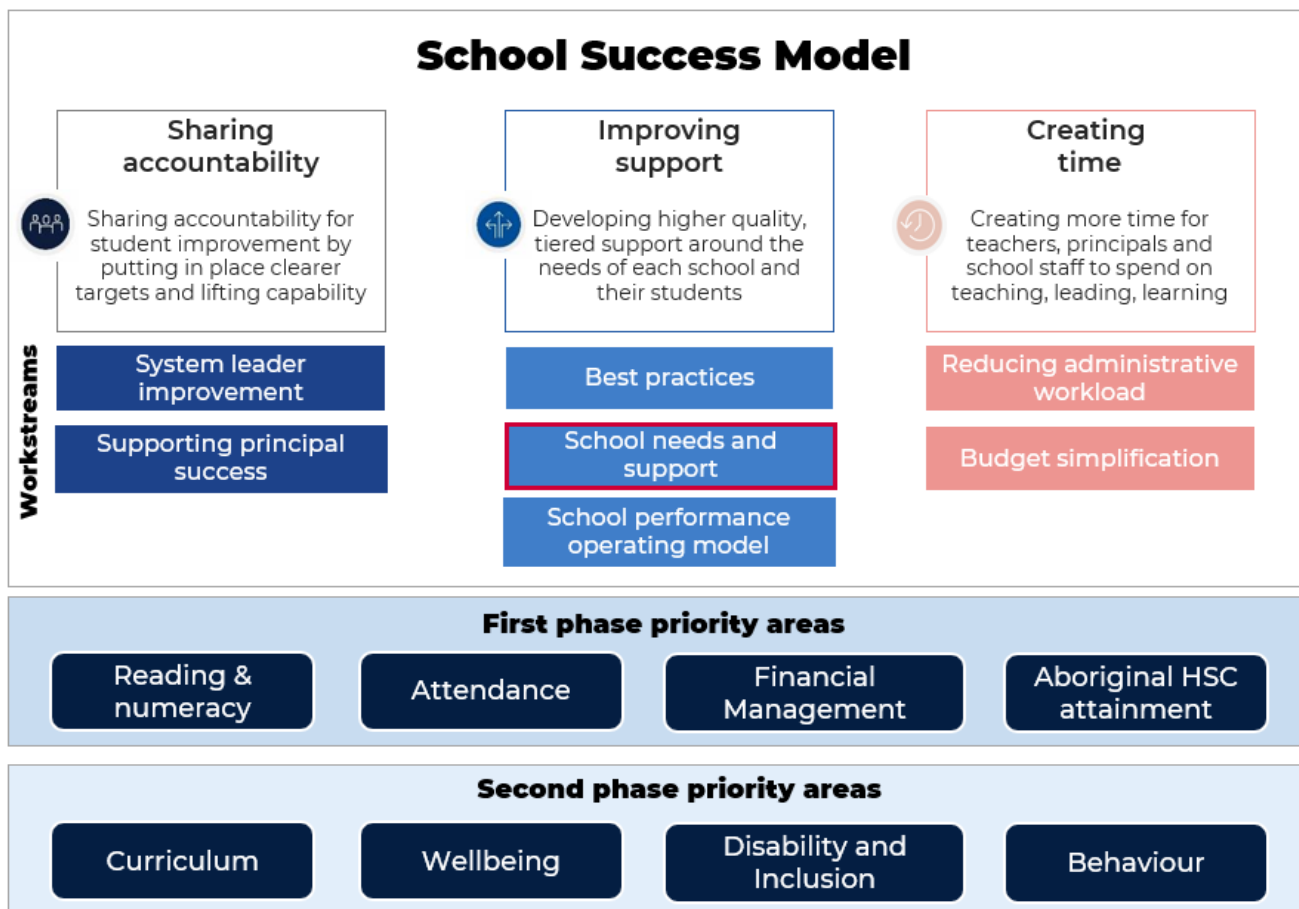 School Success Model
Sharing
accountability
Sharing accountability for
student improvement by
putting in place clearer
targets and lifting capability
Improving
support
Developing higher quality,
tiered support around the
needs of each school and
their students
Creating
time
Creating more time for
teachers, principals and
school staff to spend on
teaching, leading, learning
Workstreams
System leader
improvement
Supporting principal
success
Best practices
School needs and
support
School performance
operating model
Reducing administrative
workload
Budget simplification
First phase priority areas
Reading &
numeracy
Attendance
Financial
Management
Aboriginal HSC
attainment
Second phase priority areas
Curriculum
Wellbeing
Disability and
Inclusion
Behaviour